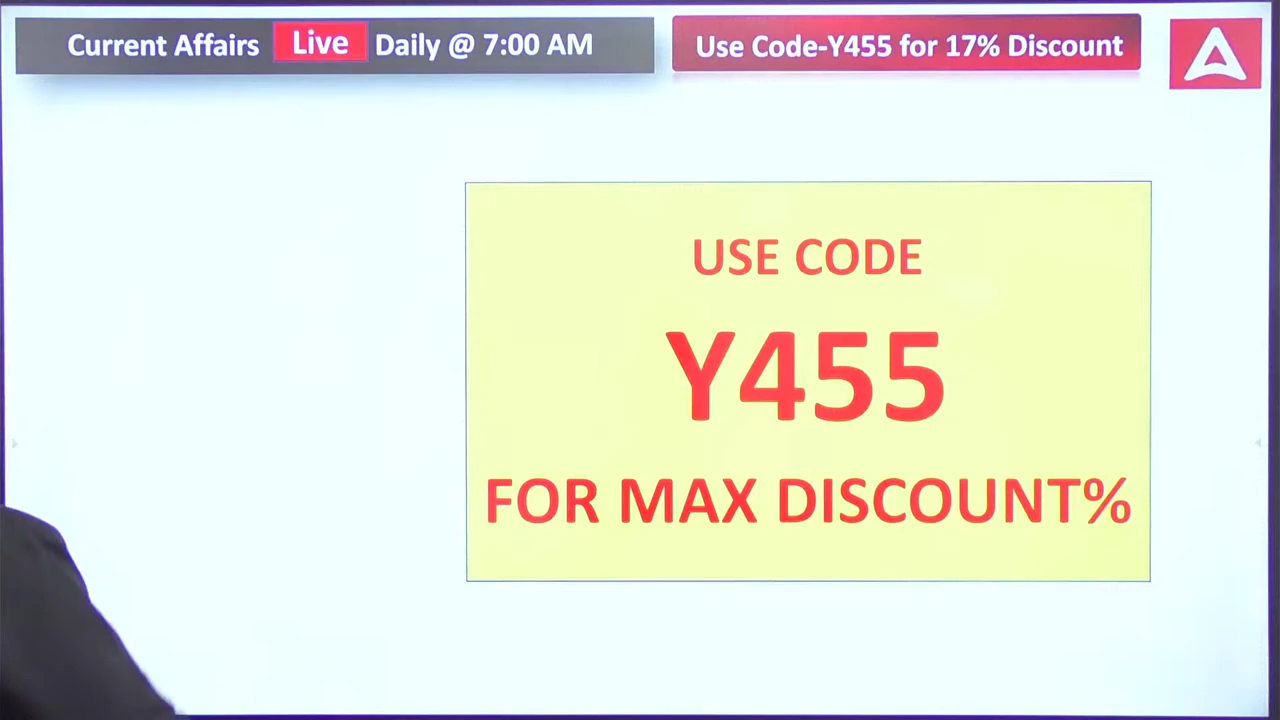 Current Affairs Live Daily @ 7:00 AM
Use Code-Y455 for 17% Discount
USE CODE
Y455
FOR MAX DISCOUNT%